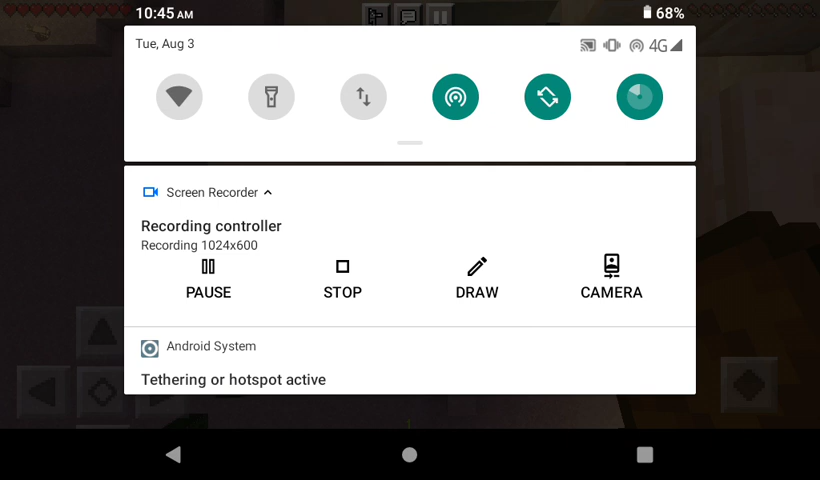 10:45 AM
68%
Tue, Aug 3
4G
Screen Recorder
Recording controller
Recording 1024x600
PAUSE
STOP
DRAW
CAMERA
Android System
Tethering or hotspot active
1